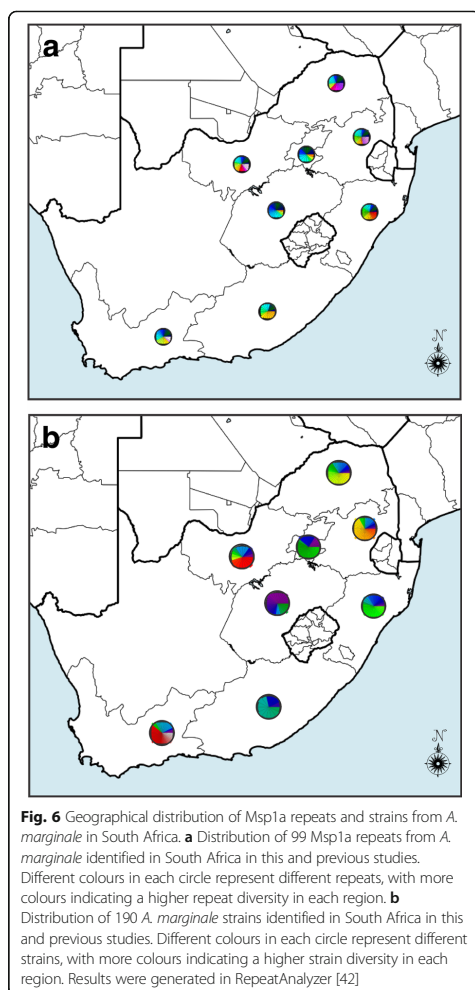 a
N
b
N
Fig. 6 Geographical distribution of Msp1a repeats and strains from A.
marginale in South Africa. a Distribution of 99 Msp1a repeats from A.
marginale identified in South Africa in this and previous studies.
Different colours in each circle represent different repeats, with more
colours indicating a higher repeat diversity in each region. b
Distribution of 190 A. marginale strains identified in South Africa in this
and previous studies. Different colours in each circle represent different
strains, with more colours indicating a higher strain diversity in each
region. Results were generated in RepeatAnalyzer [42]